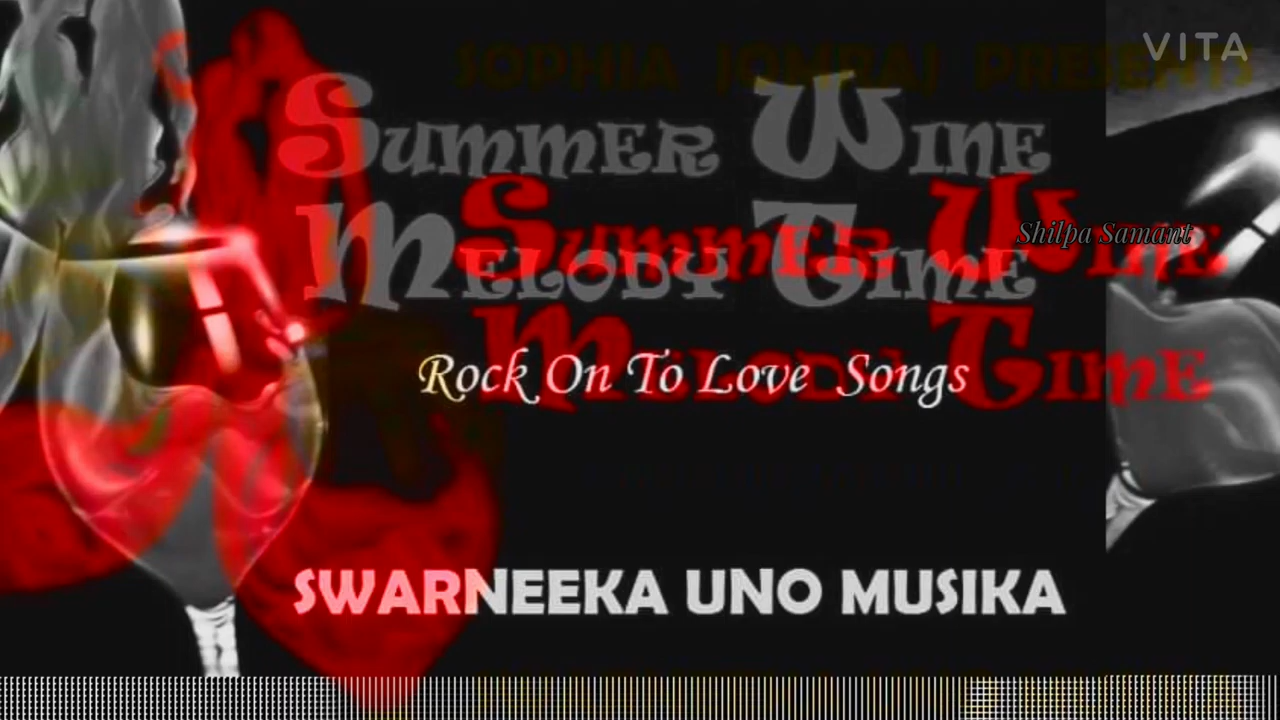 VITA
SOPHIA JOMRAJ PRESENTS
SUMMER WINE
MELODY TIME
SUMMER WINE
Shilpa Samant
MELODY TIME
Rock On To Love Songs
SWARNEEKA UNO MUSIKA